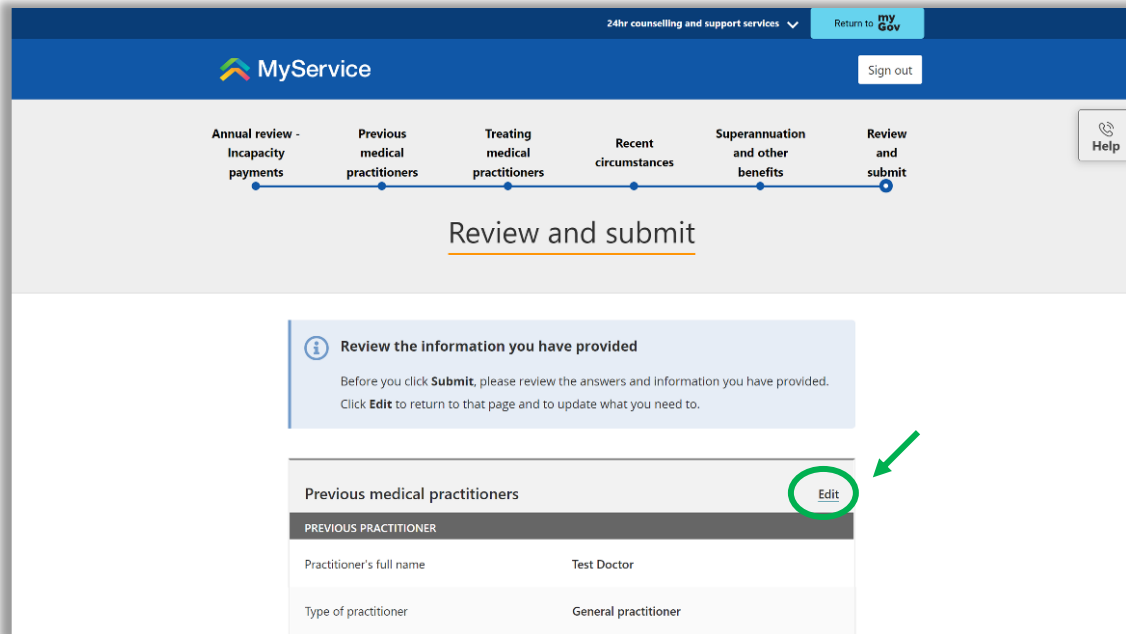 24hr counselling and support services
Return to myGov
MyService
Sign out
Annual review -
Incapacity
payments
Previous
medical
practitioners
Treating
medical
practitioners
Recent
circumstances
Superannuation
and other
benefits
Review
and
submit
Help
Review and submit
Review the information you have provided
Before you click Submit, please review the answers and information you have provided.
Click Edit to return to that page and to update what you need to.
Previous medical practitioners
Edit
PREVIOUS PRACTITIONER
Practitioner's full name Test Doctor
Type of practitioner General practitioner